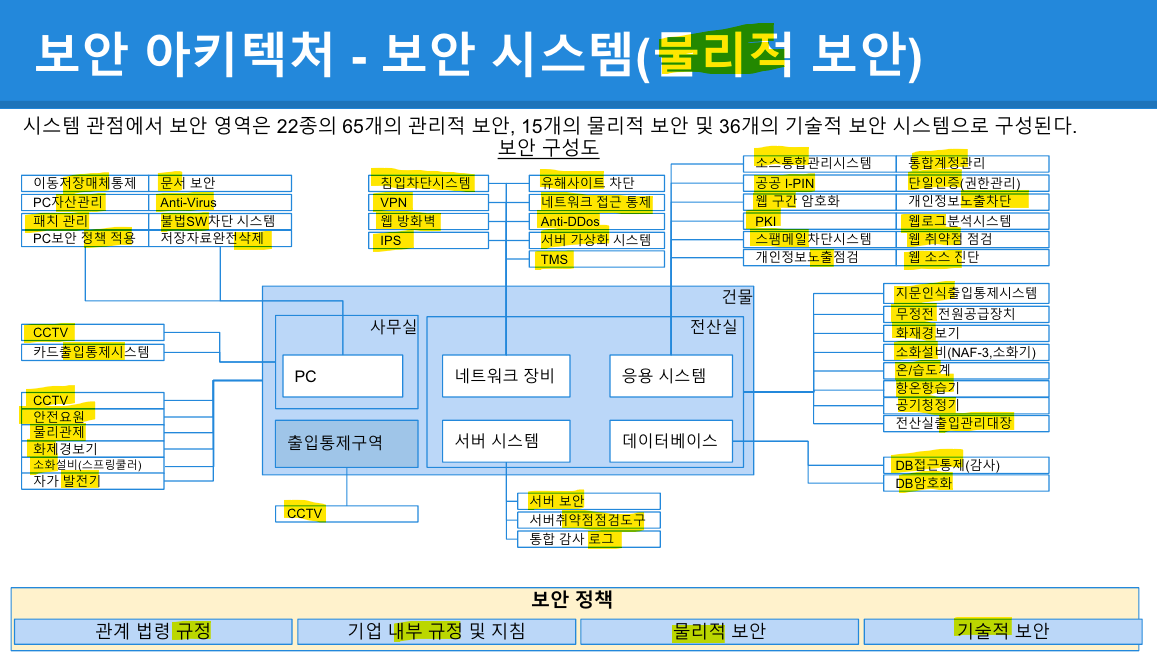 보안 아키텍처 - 보안 시스템(물리적 보안)
시스템 관점에서 보안 영역은 22종의 65개의 관리적 보안, 15개의 물리적 보안 및 36개의 기술적 보안 시스템으로 구성된다.
보안 구성도
이동저장매체통제 문서 보안
PC자산관리 Anti-Virus
패치 관리 불법SW차단 시스템
PC보안 정책 적용 저장자료완전삭제
침입차단시스템
VPN
웹 방화벽
IPS
유해사이트 차단
네트워크 접근 통제
Anti-DDos
서버 가상화 시스템
TMS
소스통합관리시스템 통합계정관리
공공 I-PIN 단일인증(권한관리)
웹 구간 암호화 개인정보노출차단
PKI 웹로그분석시스템
스팸메일차단시스템 웹 취약점 점검
개인정보노출점검 웹 소스 진단
건물
사무실
전산실
PC
네트워크 장비
응용 시스템
출입통제구역
서버 시스템
데이터베이스
CCTV
카드출입통제시스템
CCTV
안전요원
물리관제
화제경보기
소화설비(스프링쿨러)
자가 발전기
CCTV
지문인식출입통제시스템
무정전 전원공급장치
화재경보기
소화설비(NAF-3,소화기)
온/습도계
항온항습기
공기청정기
전산실출입관리대장
DB접근통제(감사)
DB암호화
서버 보안
서버취약점점검도구
통합 감사 로그
보안 정책
관계 법령 규정
기업 내부 규정 및 지침
물리적 보안
기술적 보안